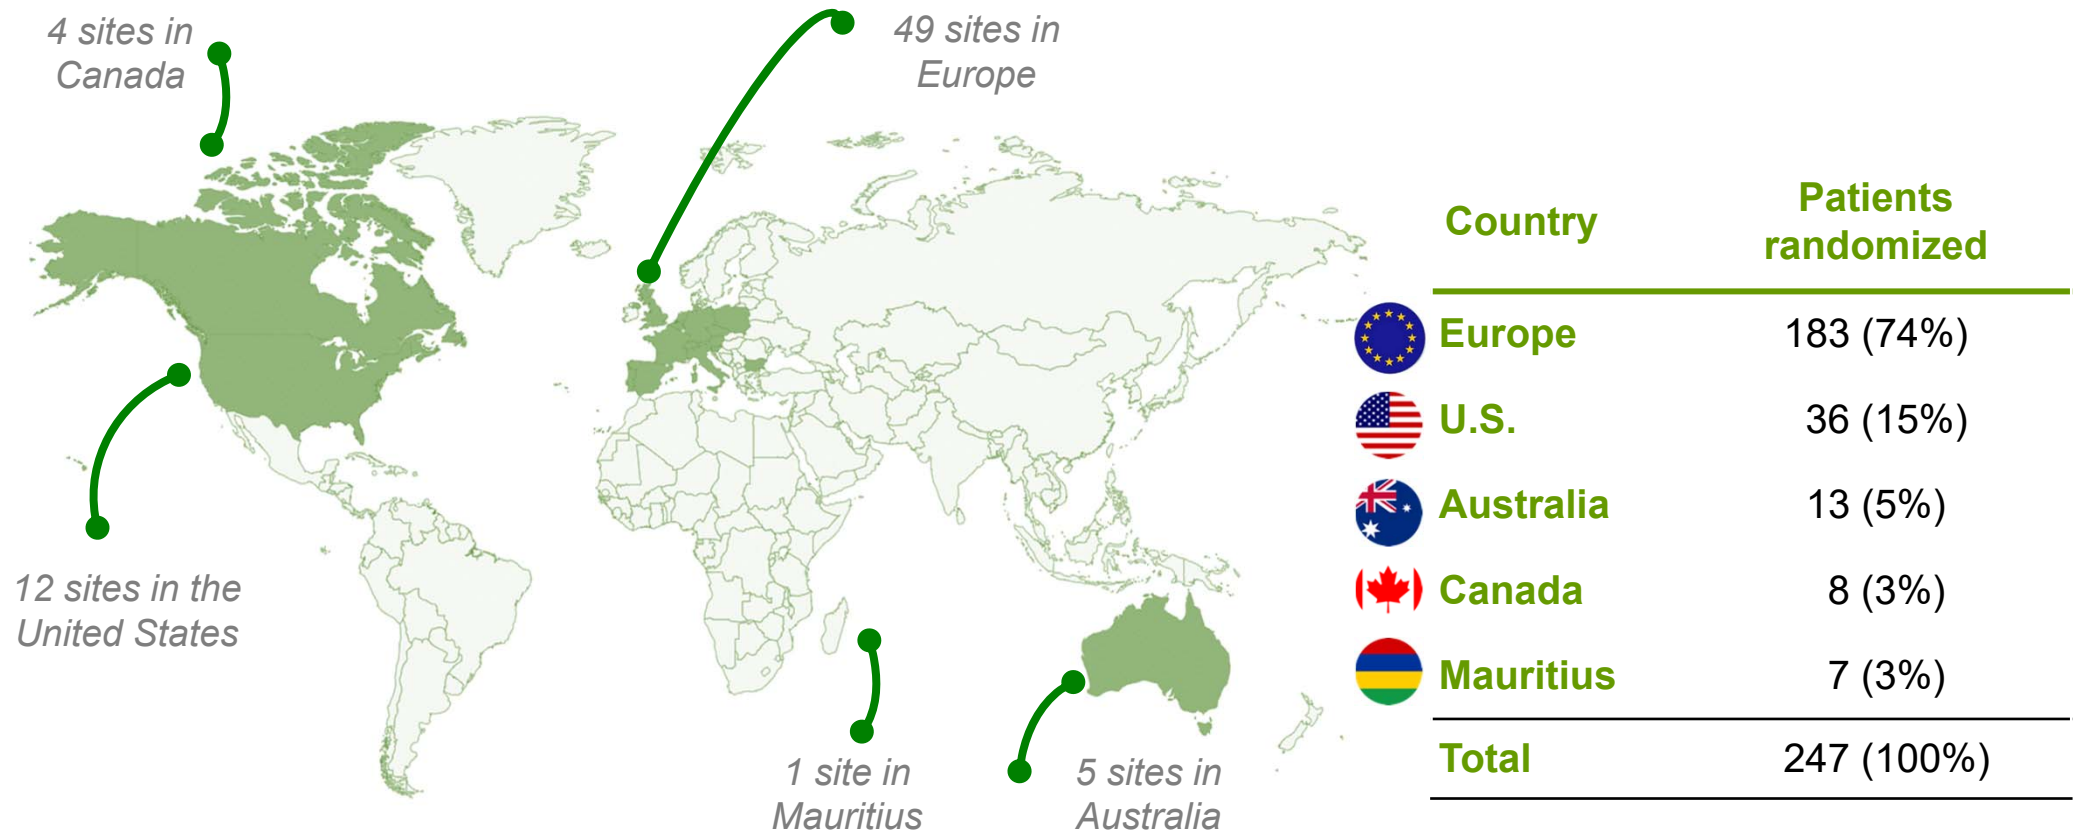 4 sites in
Canada
49 sites in
Europe
12 sites in the
United States
1 site in
Mauritius
5 sites in
Australia
Country
Patients
randomized
Europe 183 (74%)
U.S. 36 (15%)
Australia 13 (5%)
Canada 8 (3%)
Mauritius 7 (3%)
Total 247 (100%)